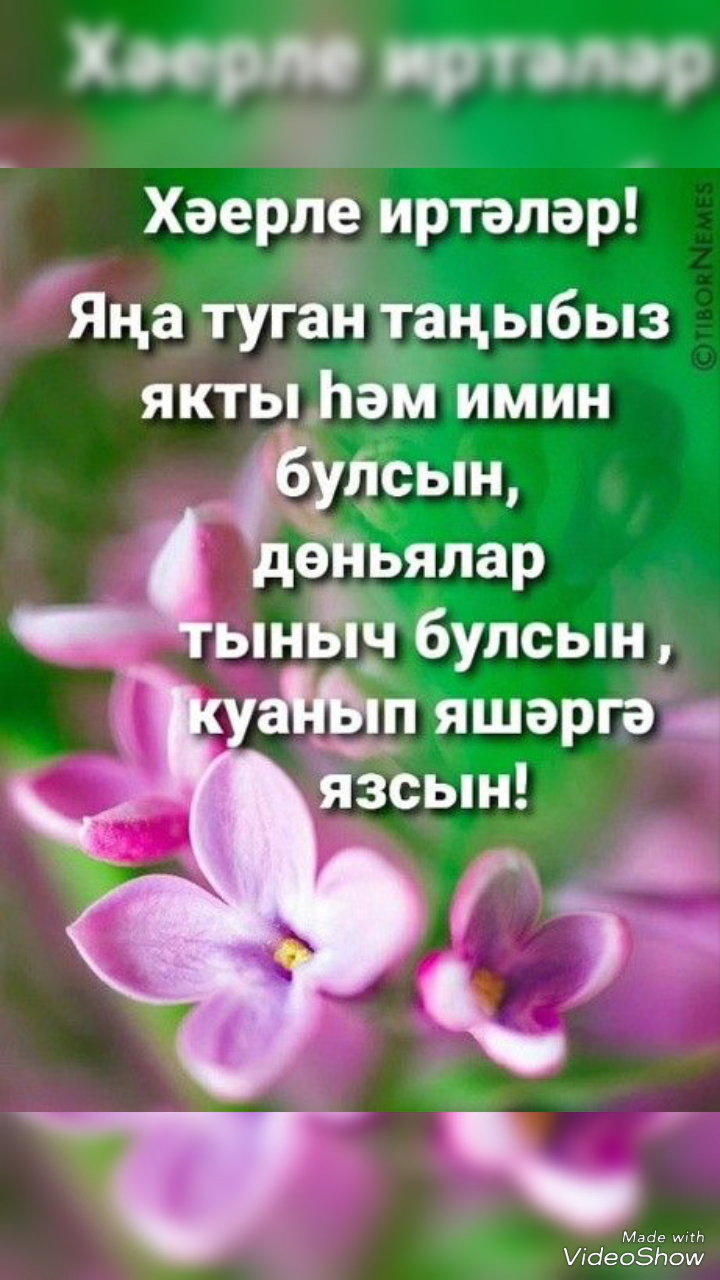 Хәерле иртәләр
Хәерле иртәләр!
©TIBORNEMES
Яңа туган таңыбыз
якты һәм имин
булсын,
дөньялар
тыныч булсын,
куанып яшәргә
язсын!
Made with
VideoShow